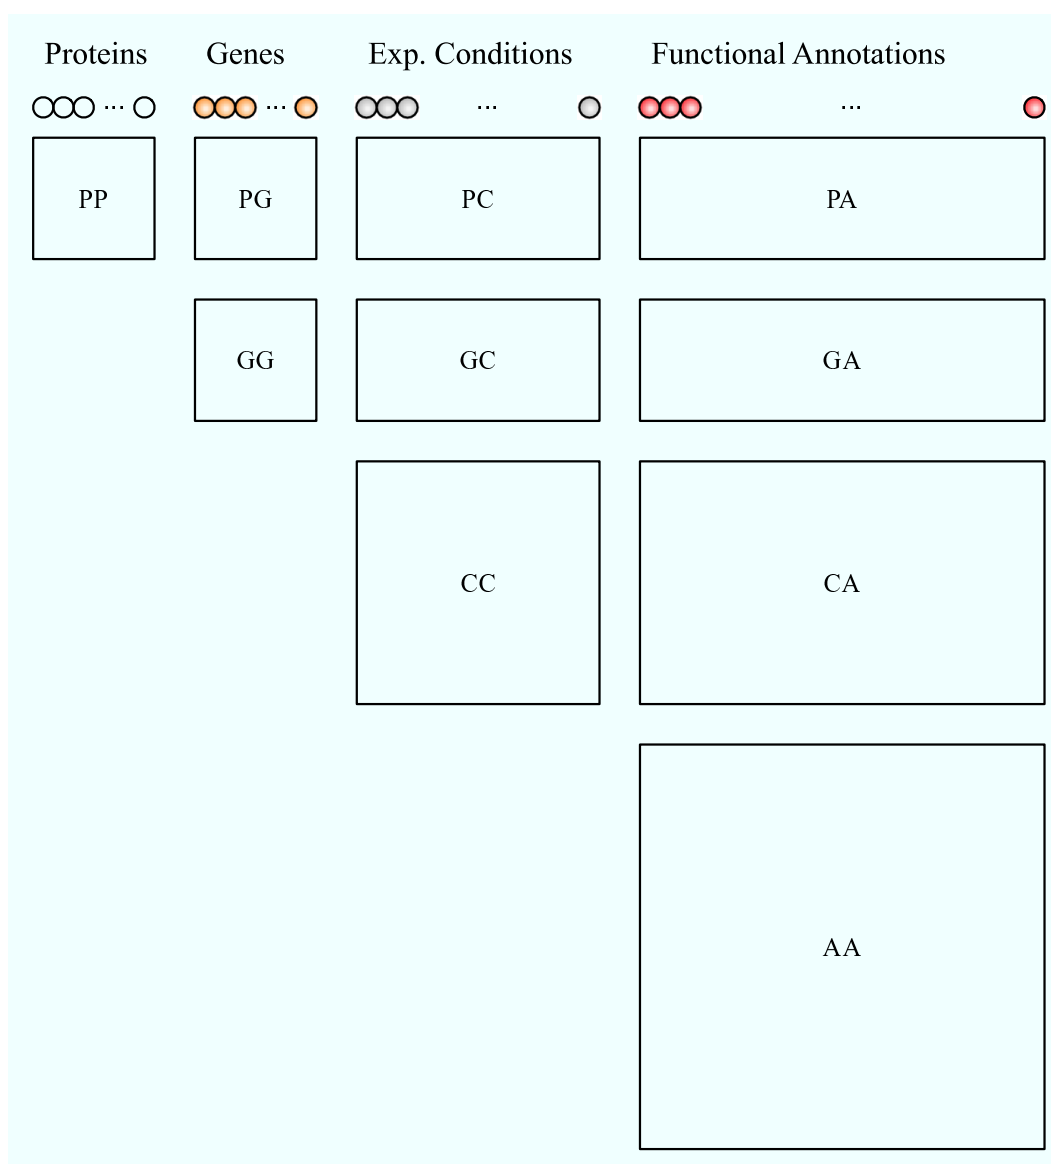 Proteins Genes Exp. Conditions Functional Annotations
... ... ... ...
PP PG PC PA
GG GC GA
CC CA
AA